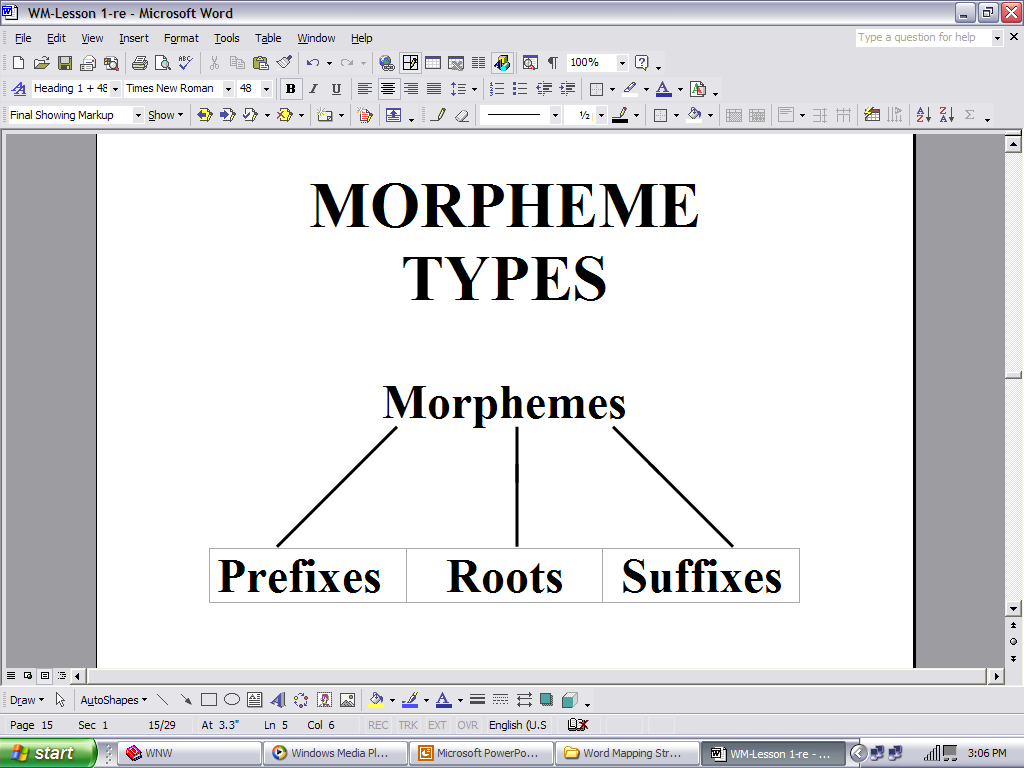 WM-Lesson 1-re - Microsoft Word
File Edit View Insert Format Tools Table Window Help Type a question for help
100%
Heading 1 + 48 Times New Roman 48 B I U
Final Showing Markup Show ½
MORPHEME
TYPES
Morphemes
Prefixes Roots Suffixes
Draw AutoShapes
Page 15 Sec 1 15/29 At 3.3" Ln 5 Col 6 REC TRK EXT OVR English (U.S
start WNW Windows Media Pl... Microsoft PowerPo... Word Mapping Str... WM-Lesson 1-re - ... 3:06 PM